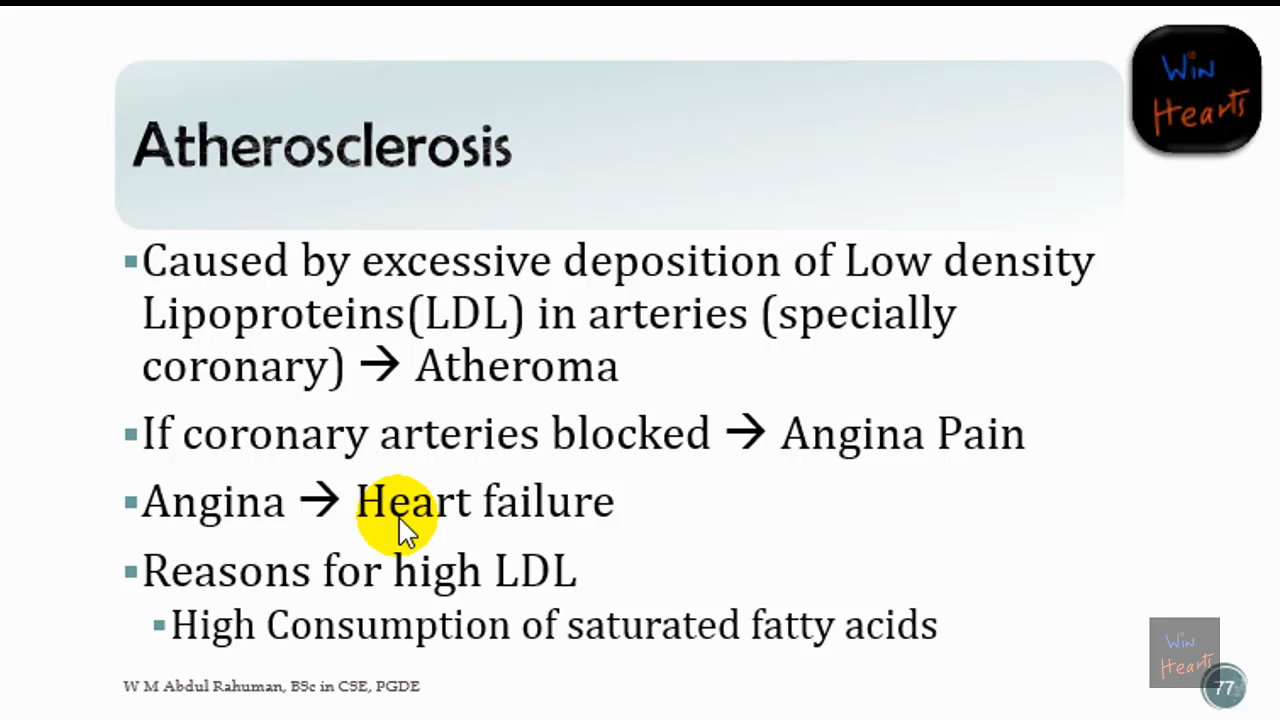 Win
Hearts
Atherosclerosis
▪Caused by excessive deposition of Low density
Lipoproteins(LDL) in arteries (specially
coronary) → Atheroma
▪If coronary arteries blocked → Angina Pain
▪Angina → Heart failure
▪Reasons for high LDL
▪High Consumption of saturated fatty acids
Win
Hearts
W M Abdul Rahuman, BSc in CSE, PGDE
77